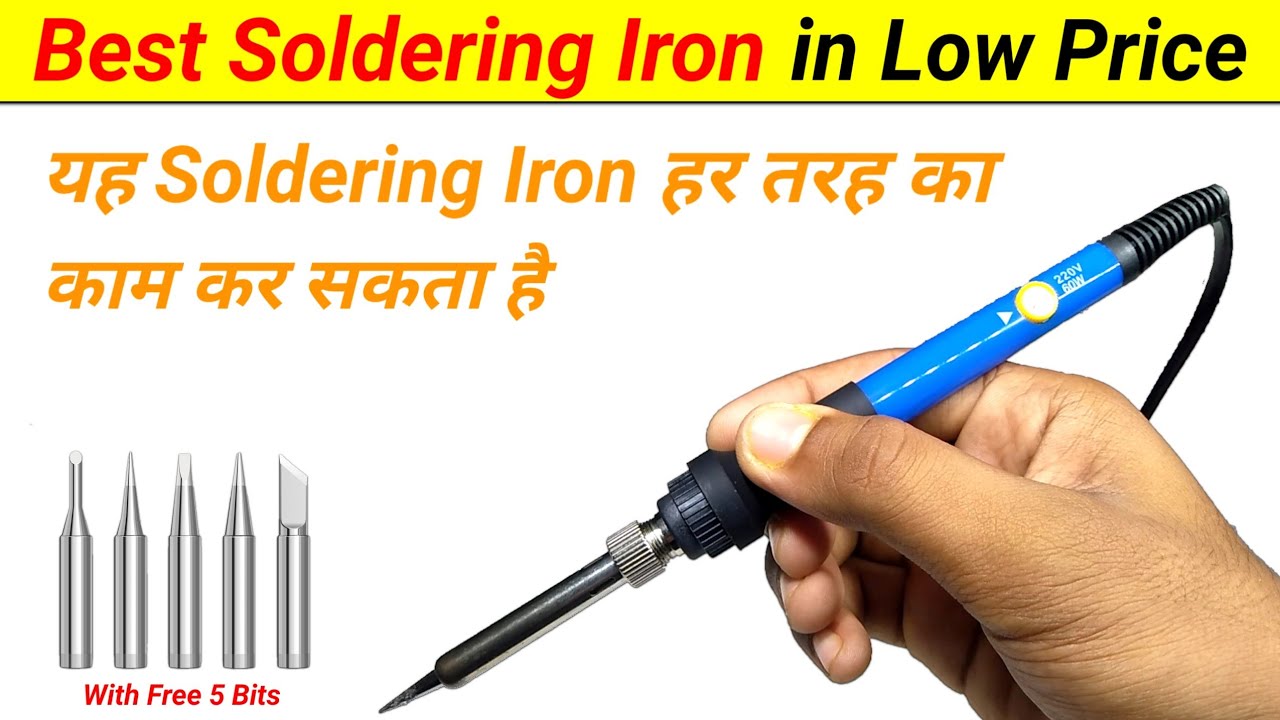 Best Soldering Iron in Low Price
यह Soldering Iron हर तरह का
काम कर सकता है
220V
60W
With Free 5 Bits